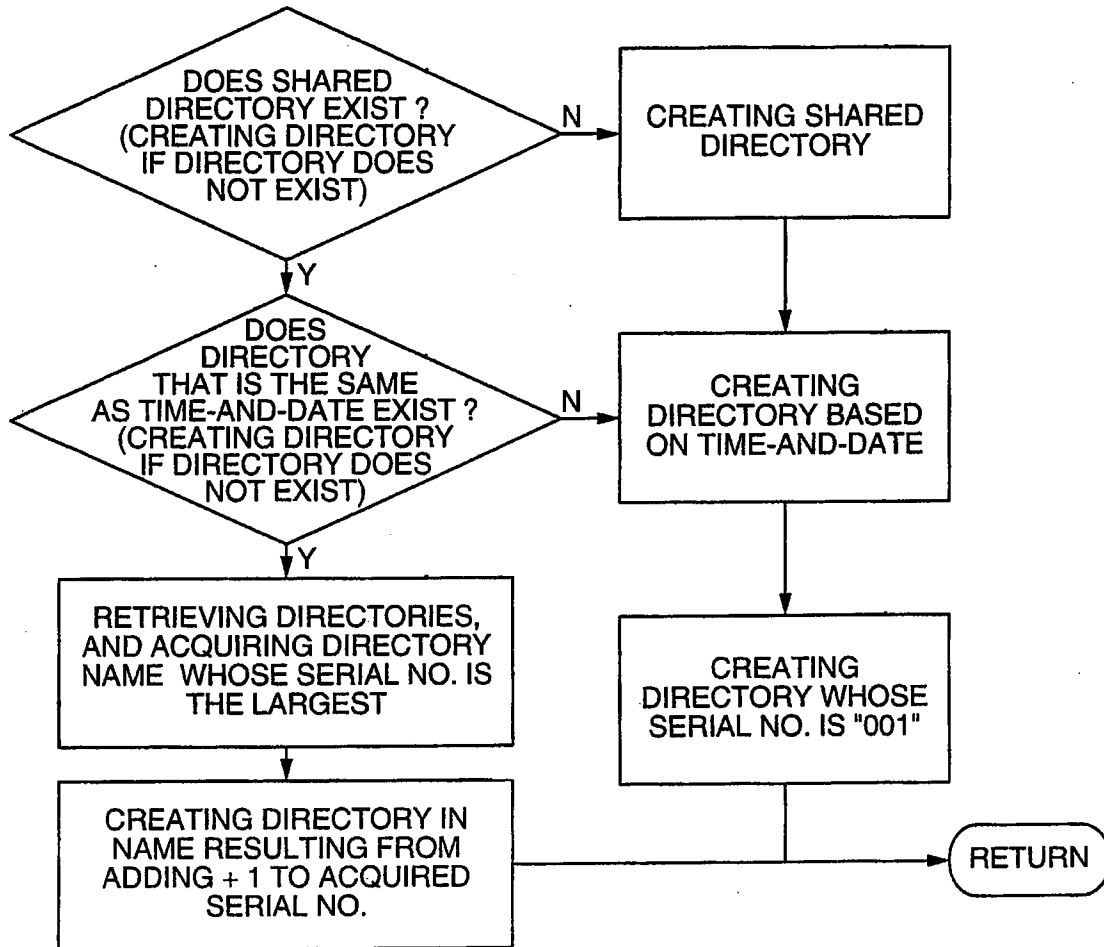 DOES SHARED
DIRECTORY EXIST ?
(CREATING DIRECTORY
IF DIRECTORY DOES
NOT EXIST)
N
CREATING SHARED
DIRECTORY
Y
DOES
DIRECTORY
THAT IS THE SAME
AS TIME-AND-DATE EXIST ?
(CREATING DIRECTORY
IF DIRECTORY DOES
NOT EXIST)
N
CREATING
DIRECTORY BASED
ON TIME-AND-DATE
Y
RETRIEVING DIRECTORIES,
AND ACQUIRING DIRECTORY
NAME WHOSE SERIAL NO. IS
THE LARGEST
CREATING
DIRECTORY WHOSE
SERIAL NO. IS "001"
CREATING DIRECTORY IN
NAME RESULTING FROM
ADDING + 1 TO ACQUIRED
SERIAL NO.
RETURN